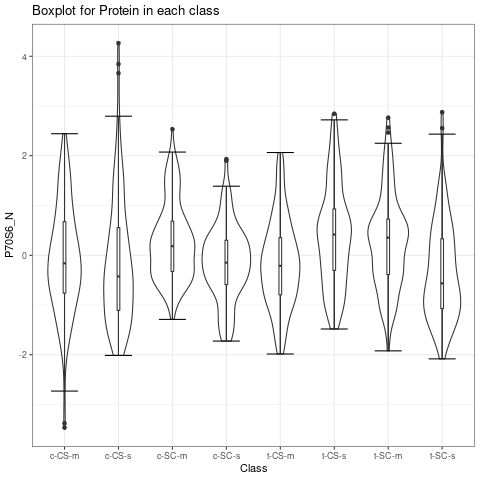 Boxplot for Protein in each class
P70S6_N
4
2
0
-2
c-CS-m c-CS-s c-SC-m c-SC-s t-CS-m t-CS-s t-SC-m t-SC-s
Class